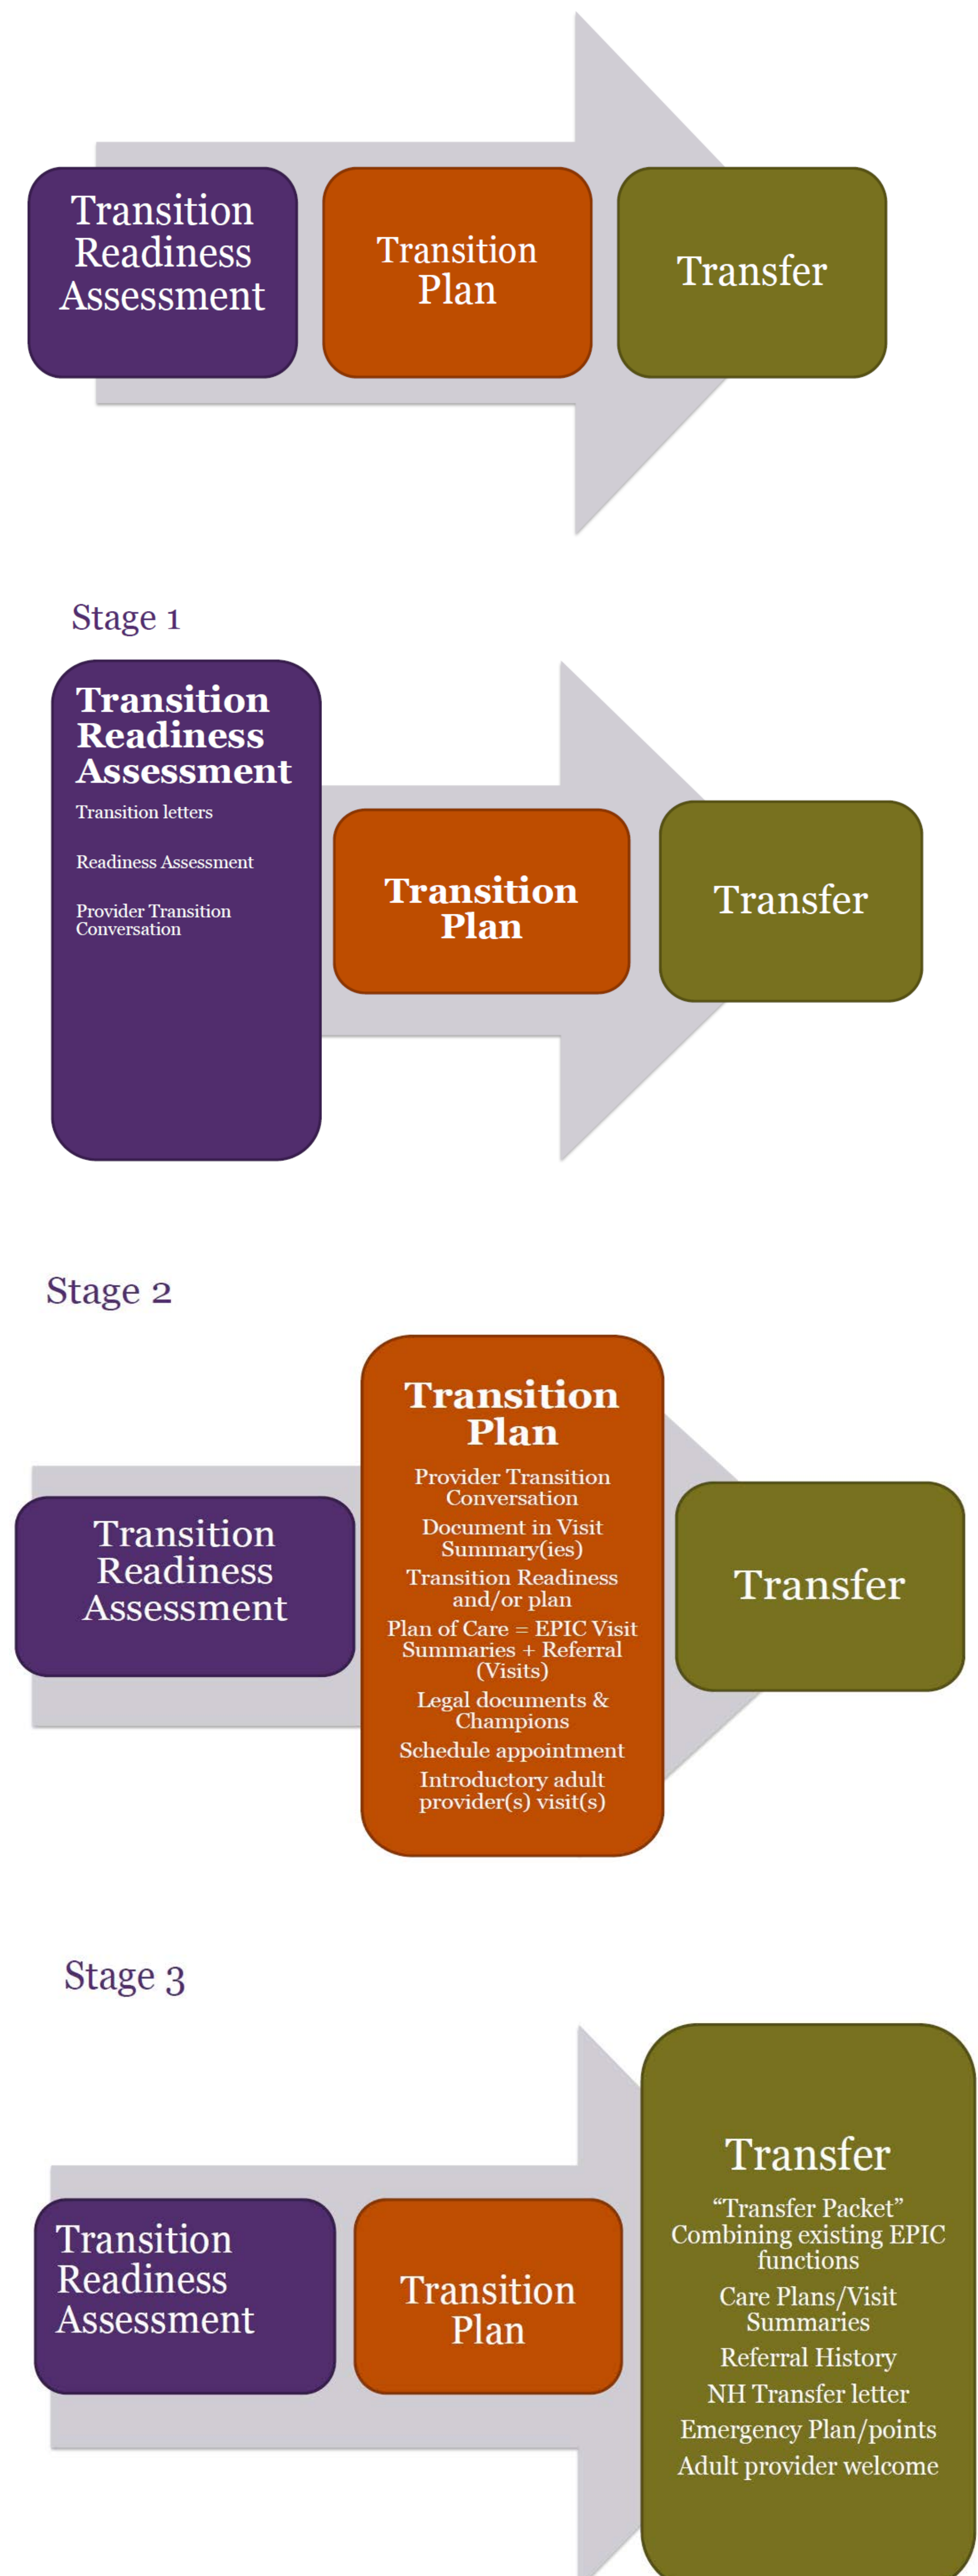 Transition
Readiness
Assessment
Transition
Plan
Transfer
Stage 1
Transition
Readiness
Assessment
Transition letters
Readiness Assessment
Provider Transition
Conversation
Transition
Plan
Transfer
Stage 2
Transition
Readiness
Assessment
Transition
Plan
Provider Transition
Conversation
Document in Visit
Summary(ies)
Transition Readiness
and/or plan
Plan of Care = EPIC Visit
Summaries + Referral
(Visits)
Legal documents &
Champions
Schedule appointment
Introductory adult
provider(s) visit(s)
Transfer
Stage 3
Transition
Readiness
Assessment
Transition
Plan
Transfer
“Transfer Packet”
Combining existing EPIC
functions
Care Plans/Visit
Summaries
Referral History
NH Transfer letter
Emergency Plan/points
Adult provider welcome